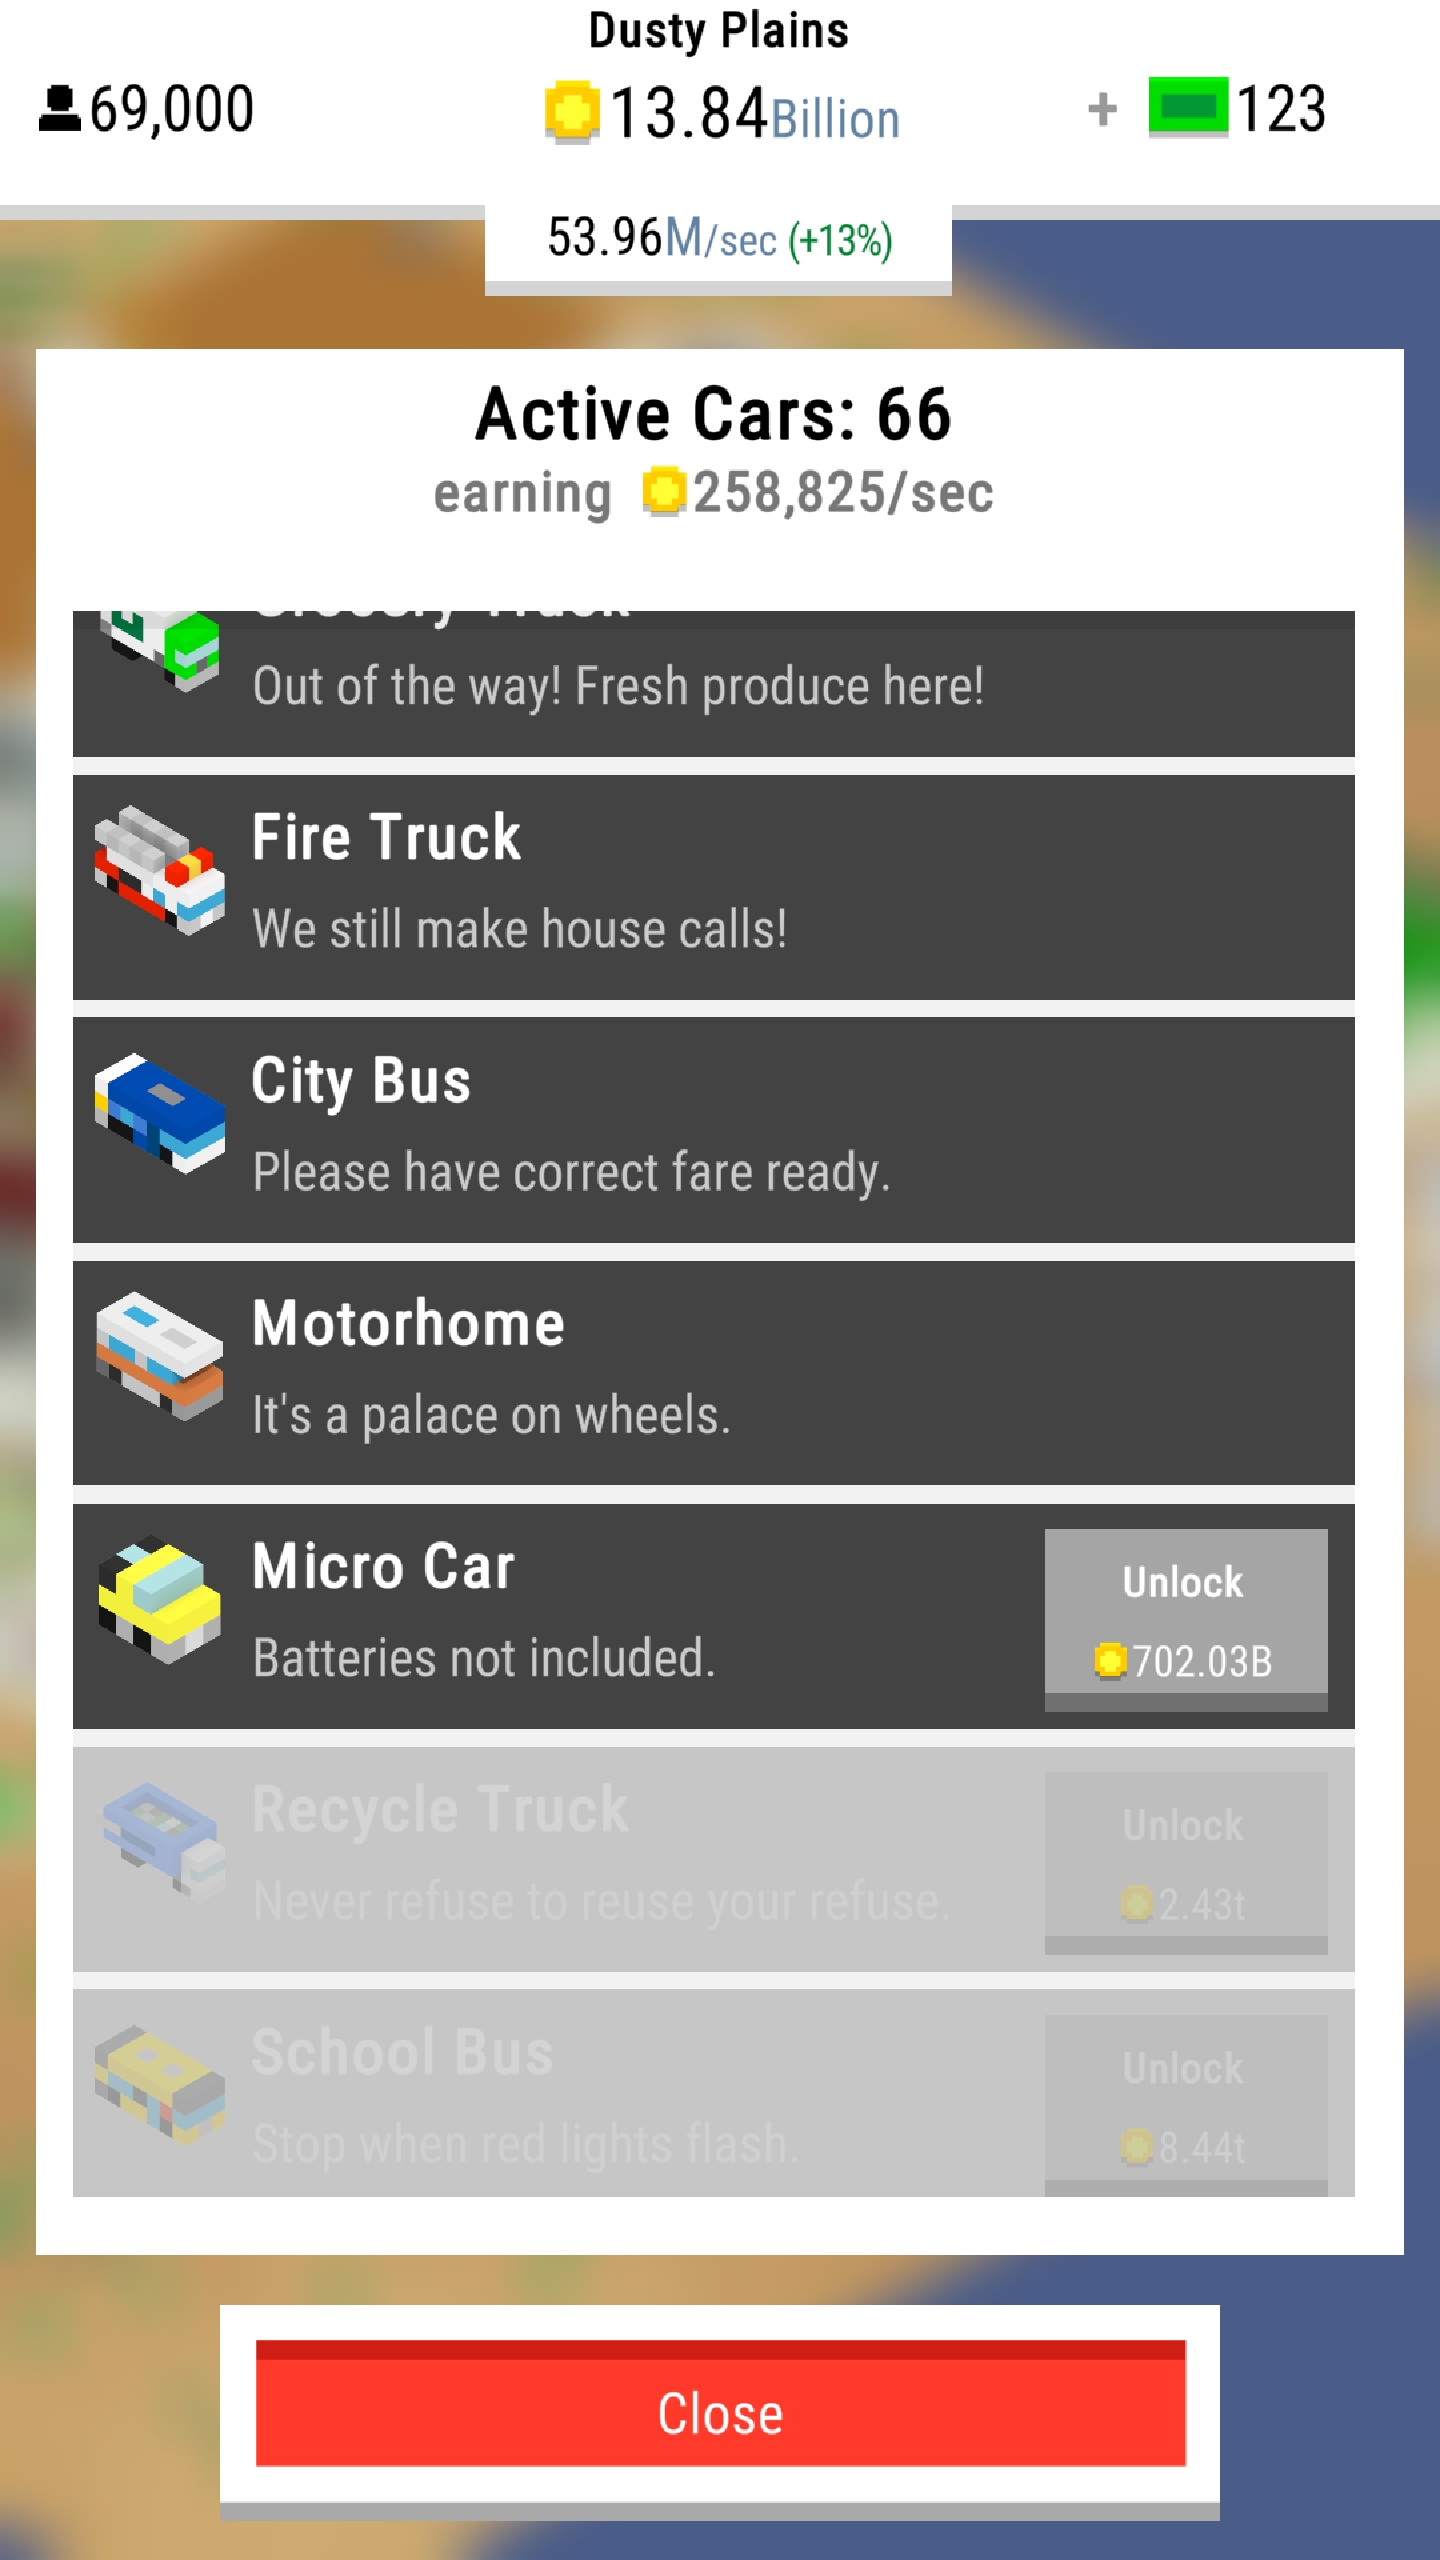 Dusty Plains
69,000
13.84Billion
+ 123
53.96M/sec (+13%)
Active Cars: 66
earning 258,825/sec
Grocery Truck
Out of the way! Fresh produce here!
Fire Truck
We still make house calls!
City Bus
Please have correct fare ready.
Motorhome
It's a palace on wheels.
Micro Car
Batteries not included.
Unlock
702.03B
Recycle Truck
Never refuse to reuse your refuse.
Unlock
2.43t
School Bus
Stop when red lights flash.
Unlock
8.44t
Close